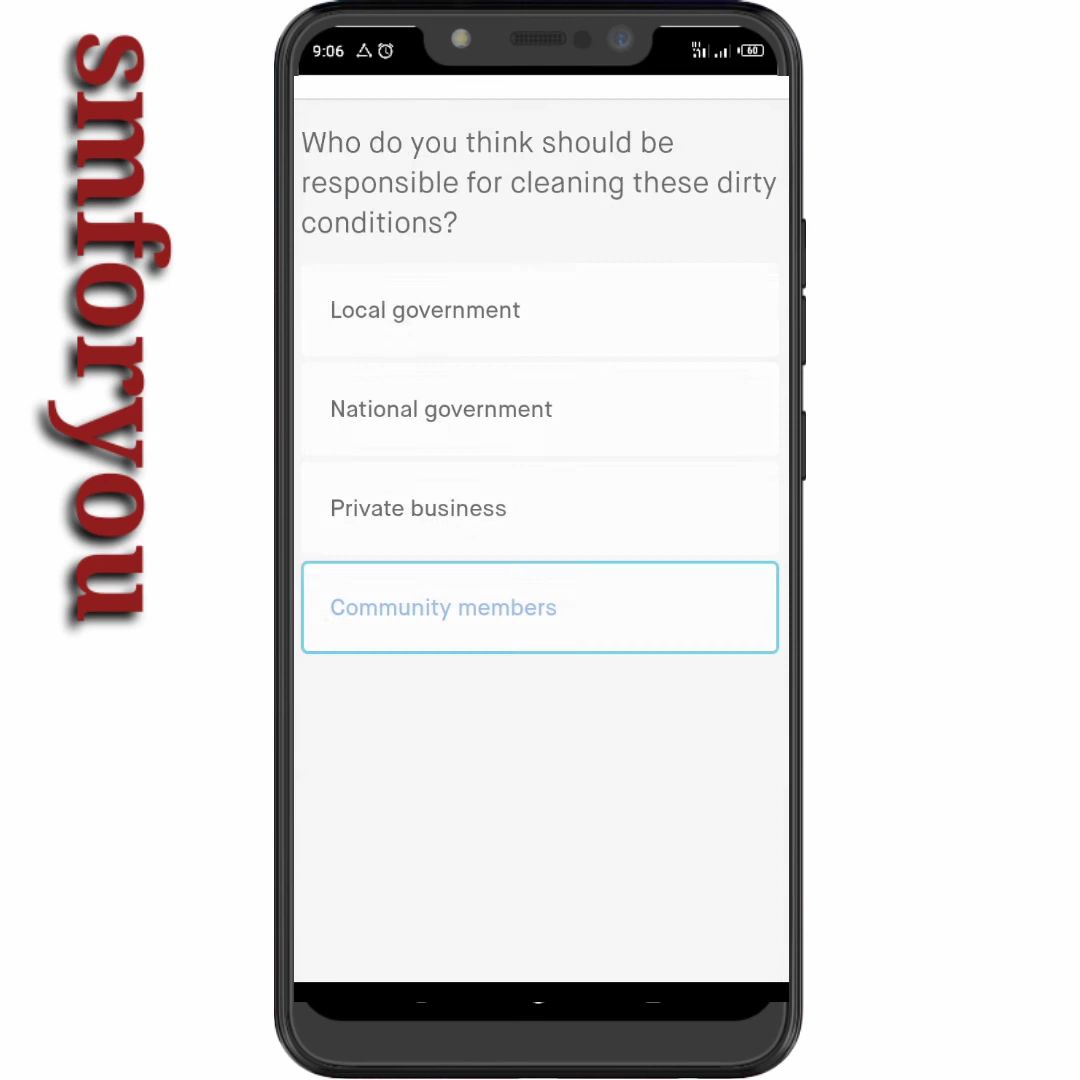 smforyou
9:06
60
Who do you think should be
responsible for cleaning these dirty
conditions?
Local government
National government
Private business
Community members